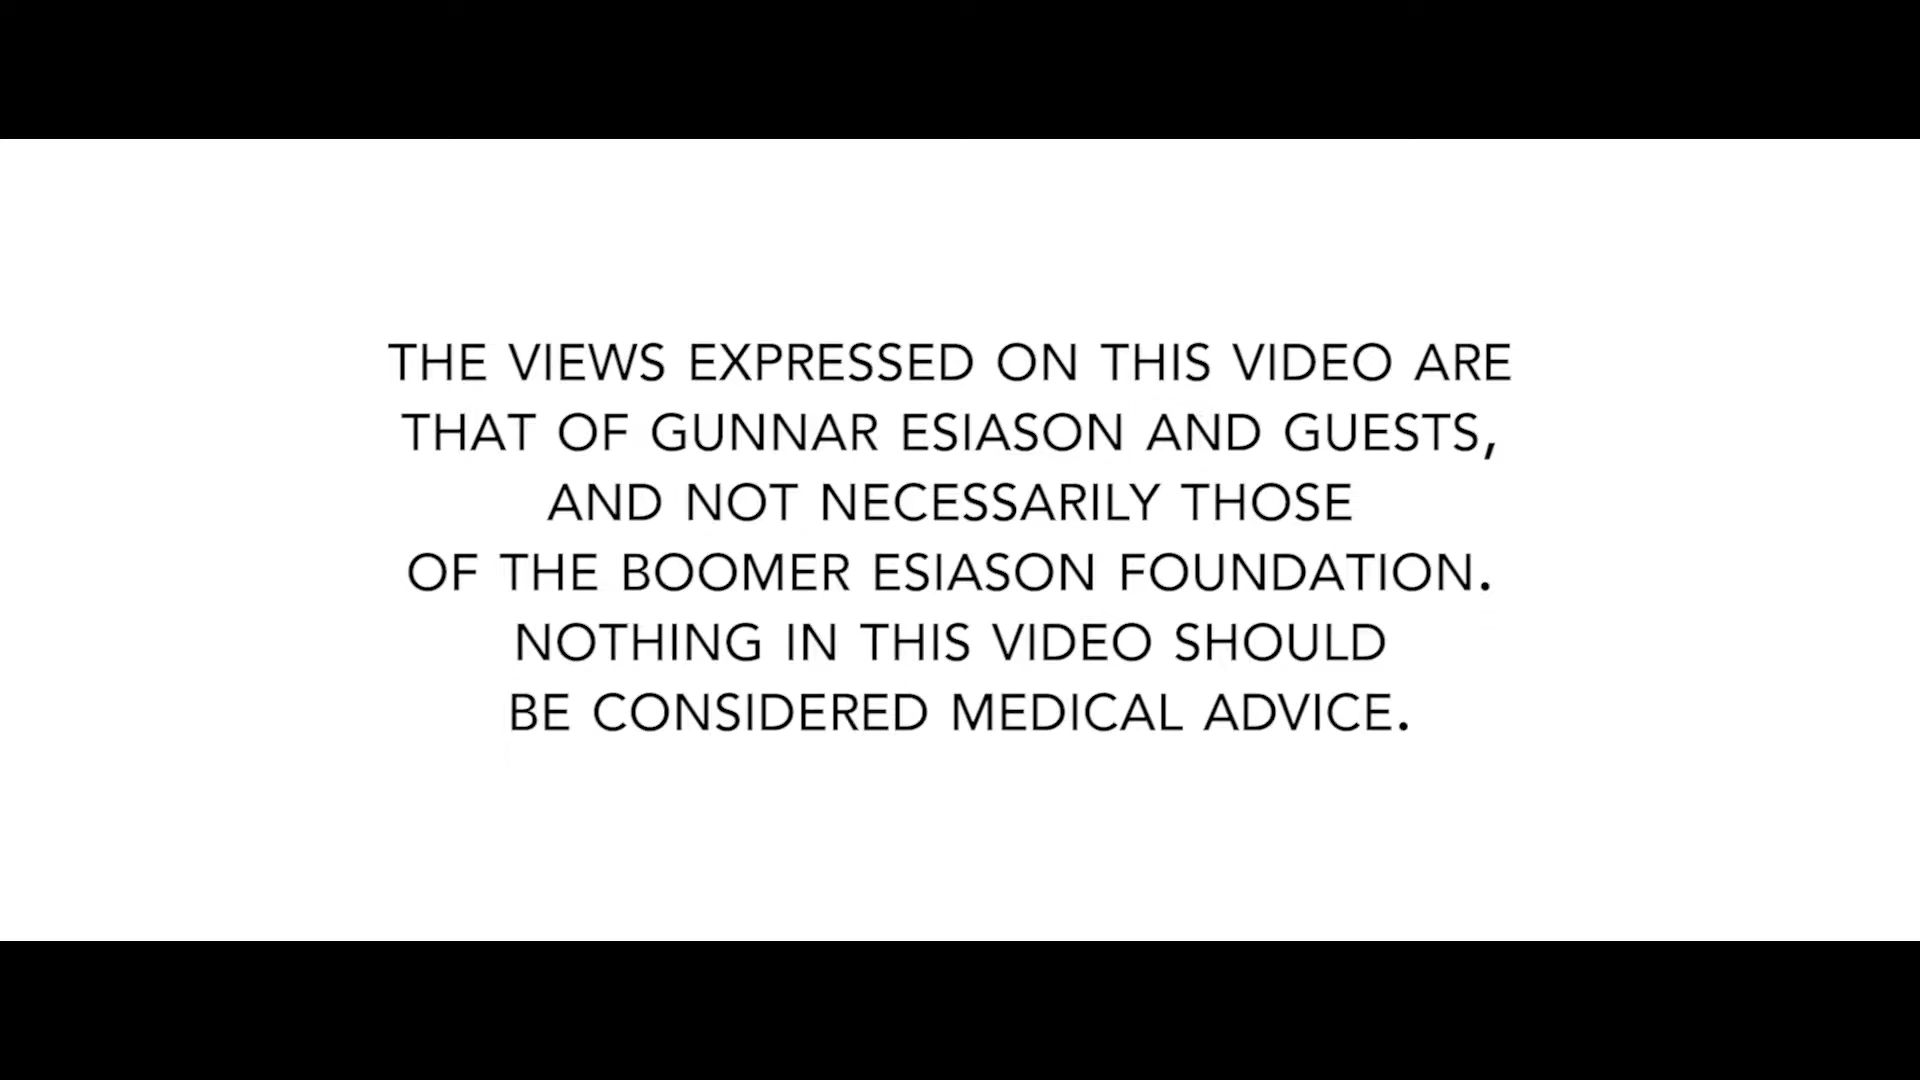 THE VIEWS EXPRESSED ON THIS VIDEO ARE
THAT OF GUNNAR ESIASON AND GUESTS,
AND NOT NECESSARILY THOSE
OF THE BOOMER ESIASON FOUNDATION.
NOTHING IN THIS VIDEO SHOULD
BE CONSIDERED MEDICAL ADVICE.